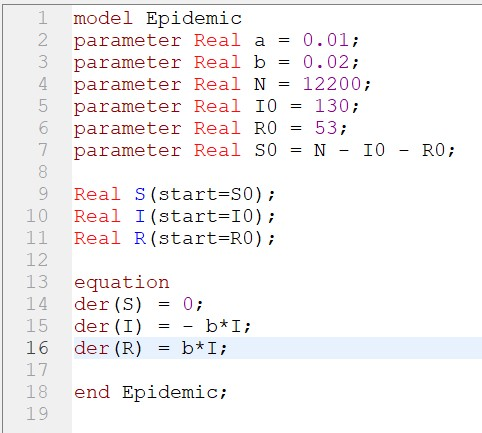 1 model Epidemic
2 parameter Real a = 0.01;
3 parameter Real b = 0.02;
4 parameter Real N = 12200;
5 parameter Real I0 = 130;
6 parameter Real R0 = 53;
7 parameter Real S0 = N - I0 - R0;
8
9 Real S(start=S0);
10 Real I(start=I0);
11 Real R(start=R0);
12
13 equation
14 der(S) = 0;
15 der(I) = - b*I;
16 der(R) = b*I;
17
18 end Epidemic;
19